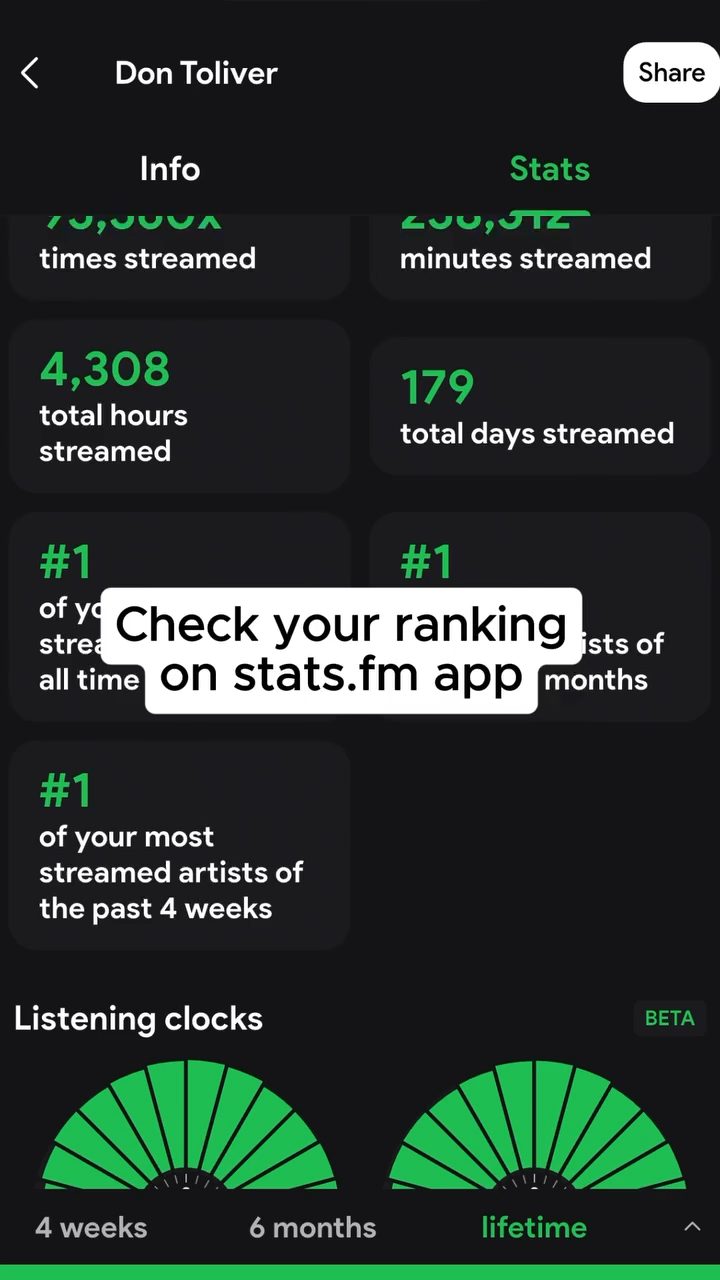 Don Toliver
Share
Info
Stats
times streamed
minutes streamed
4,308
total hours
streamed
179
total days streamed
#1
of
all time
#1
of
months
Check your ranking
on stats.fm app
#1
of your most
streamed artists of
the past 4 weeks
Listening clocks
BETA
4 weeks
6 months
lifetime